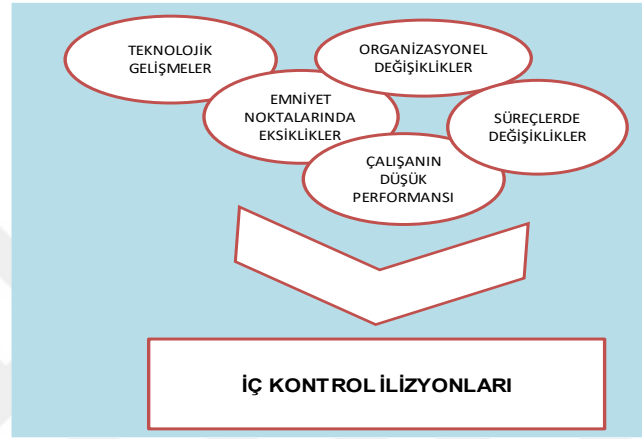 TEKNOLOJİK
GELİŞMELER
ORGANİZASYONEL
DEĞİŞİKLİKLER
EMNİYET
NOKTALARINDA
EKSİKLİKLER
SÜREÇLERDE
DEĞİŞİKLİKLER
ÇALIŞANIN
DÜŞÜK
PERFORMANSI
İÇ KONTROL İLİZYONLARI